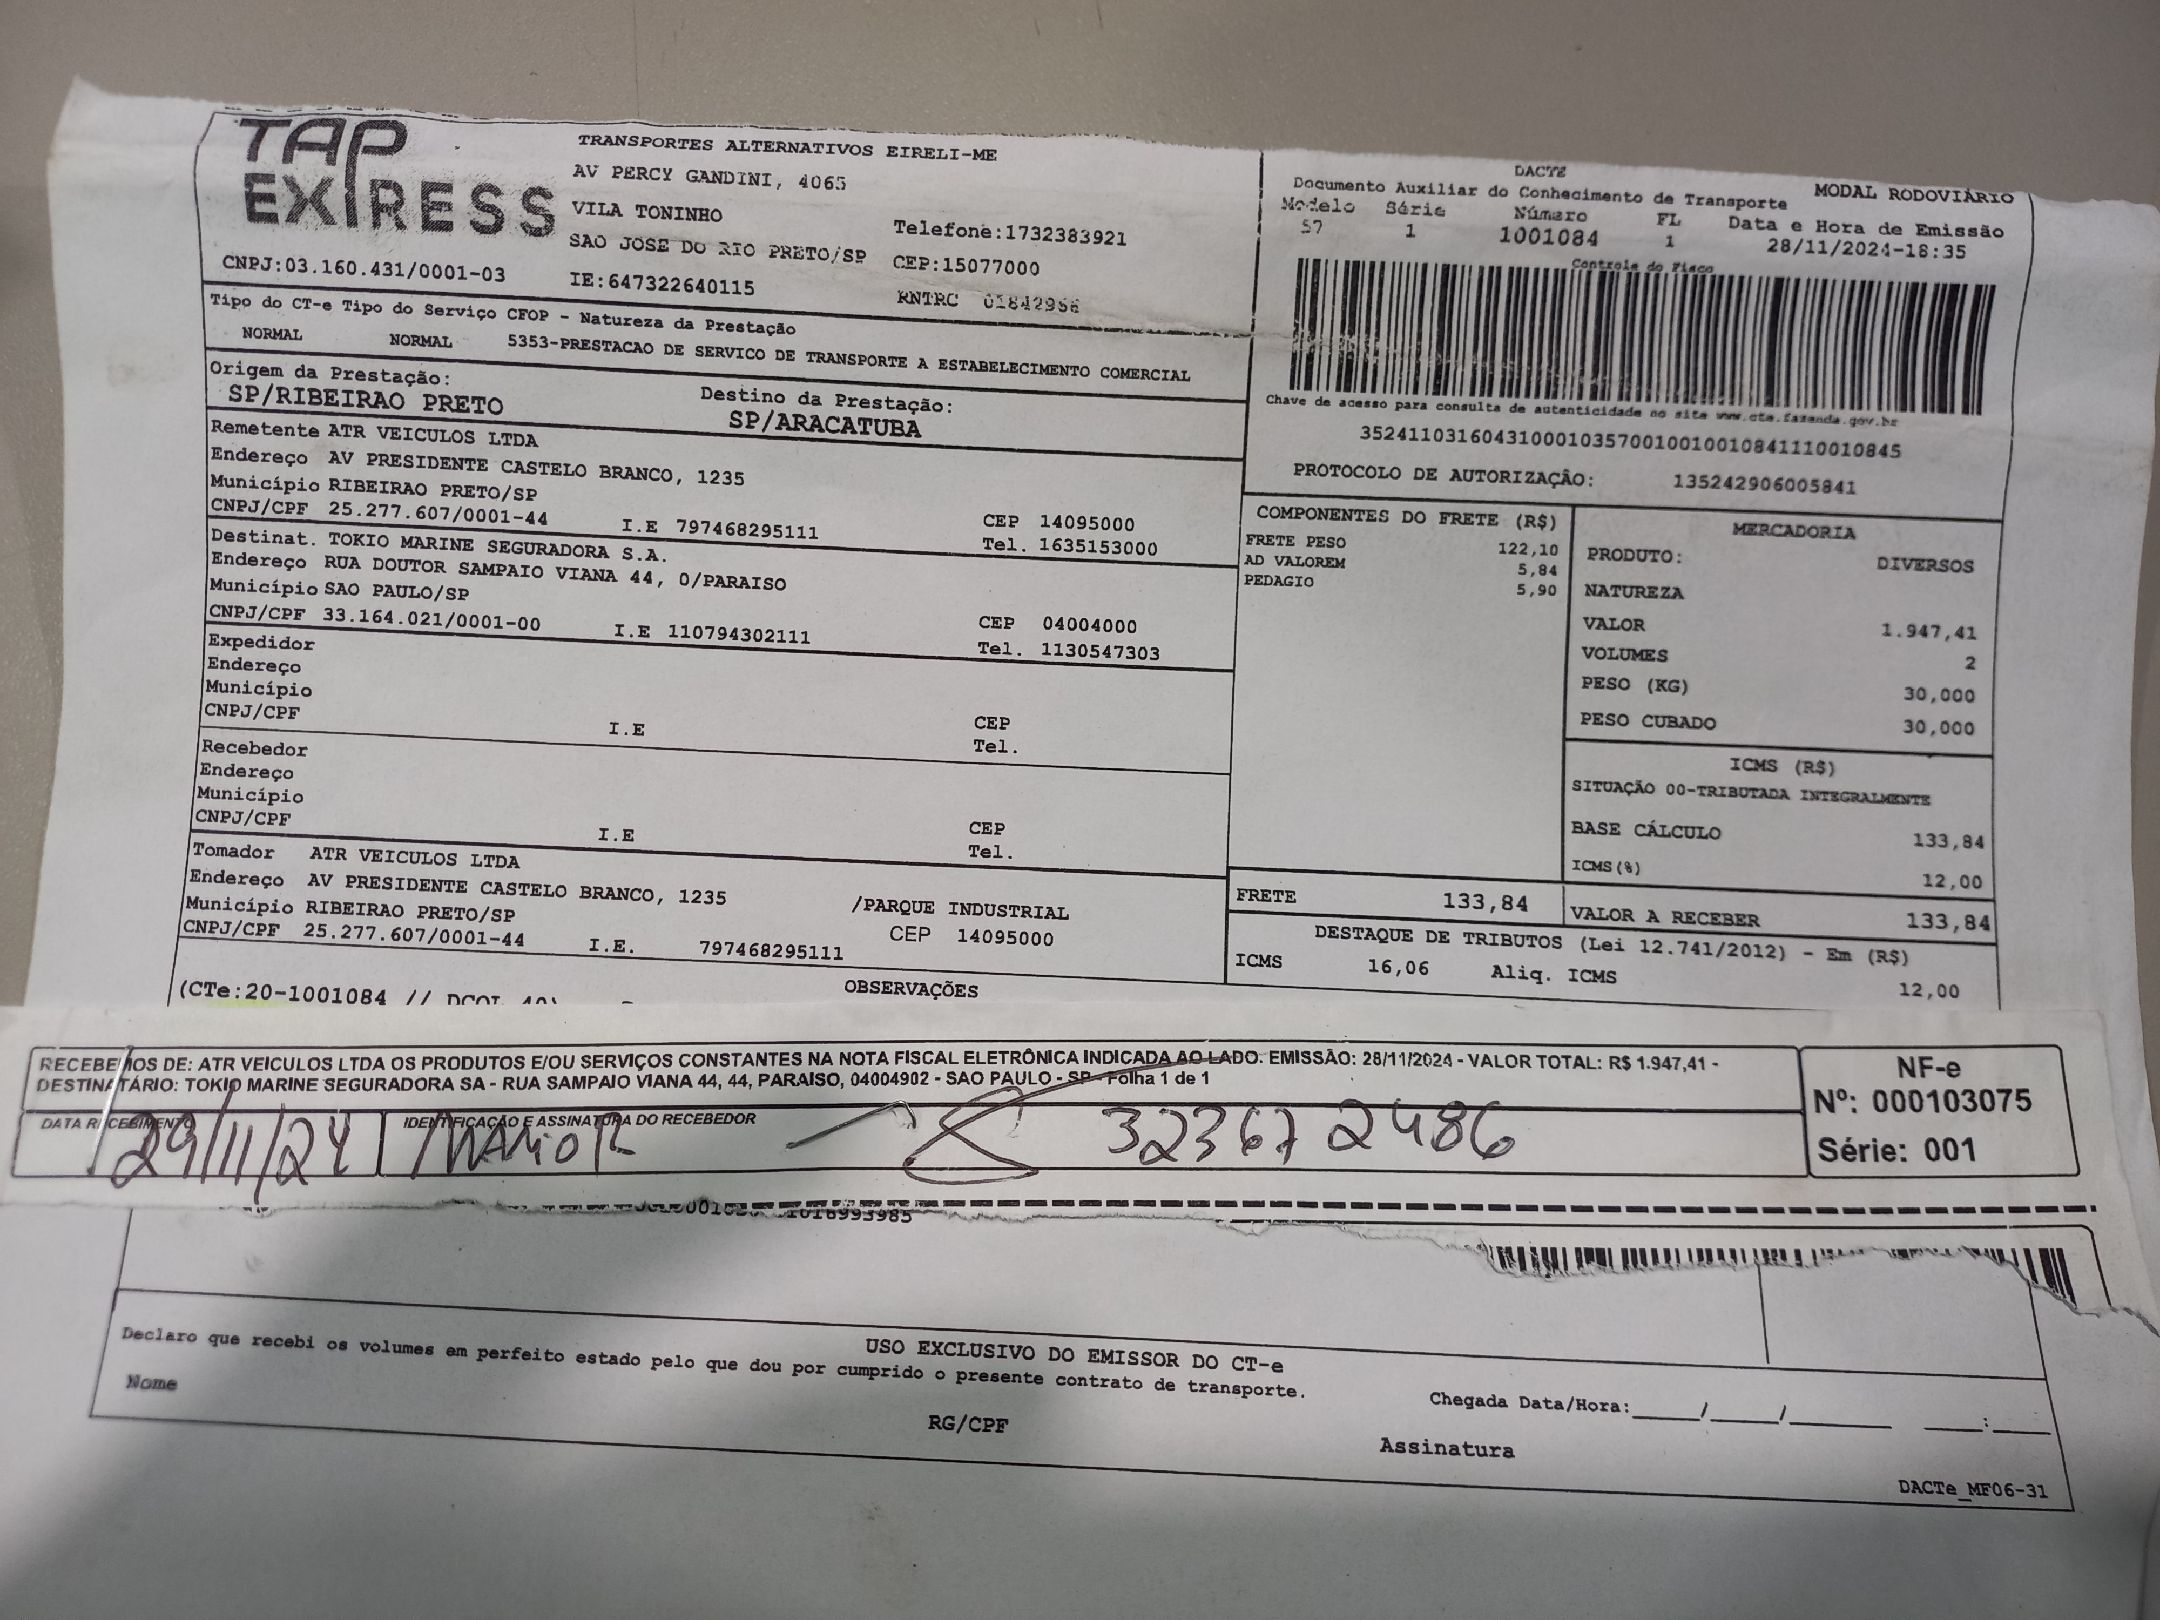 TAP
EXPRESS
TRANSPORTES ALTERNATIVOS EIRELI-ME
AV PERCY GANDINI, 4065
VILA TONINHO
Telefone:1732383921
SAO JOSE DO RIO PRETO/SP
CEP:15077000
CNPJ:03.160.431/0001-03
IE:647322640115
RNTRC 01842956
DACTE
Documento Auxiliar do Conhecimento de Transporte
MODAL RODOVIÁRIO
Modelo Série Número FL Data e Hora de Emissão
57 1 1001084 1 28/11/2024-18:35
Controle do Fisco
Chave de acesso para consulta de autenticidade no site www.cte.fazenda.gov.br
35241103160431000103570010010010841110010845
PROTOCOLO DE AUTORIZAÇÃO: 135242906005841
Tipo do CT-e Tipo do Serviço CFOP - Natureza da Prestação
NORMAL NORMAL 5353-PRESTACAO DE SERVICO DE TRANSPORTE A ESTABELECIMENTO COMERCIAL
Origem da Prestação: Destino da Prestação:
SP/RIBEIRAO PRETO SP/ARACATUBA
Remetente ATR VEICULOS LTDA
Endereço AV PRESIDENTE CASTELO BRANCO, 1235
Município RIBEIRAO PRETO/SP CEP 14095000
CNPJ/CPF 25.277.607/0001-44 I.E 797468295111 Tel. 1635153000
Destinat. TOKIO MARINE SEGURADORA S.A.
Endereço RUA DOUTOR SAMPAIO VIANA 44, 0/PARAISO
Município SAO PAULO/SP CEP 04004000
CNPJ/CPF 33.164.021/0001-00 I.E 110794302111 Tel. 1130547303
Expedidor
Endereço
Município CEP
CNPJ/CPF I.E Tel.
Recebedor
Endereço
Município CEP
CNPJ/CPF I.E Tel.
Tomador ATR VEICULOS LTDA
Endereço AV PRESIDENTE CASTELO BRANCO, 1235 /PARQUE INDUSTRIAL
Município RIBEIRAO PRETO/SP CEP 14095000
CNPJ/CPF 25.277.607/0001-44 I.E. 797468295111
COMPONENTES DO FRETE (R$)
FRETE PESO 122,10
AD VALOREM 5,84
PEDAGIO 5,90
MERCADORIA
PRODUTO: DIVERSOS
NATUREZA
VALOR 1.947,41
VOLUMES 2
PESO (KG) 30,000
PESO CUBADO 30,000
ICMS (R$)
SITUAÇÃO 00-TRIBUTADA INTEGRALMENTE
BASE CÁLCULO 133,84
ICMS(%) 12,00
FRETE 133,84 VALOR A RECEBER 133,84
DESTAQUE DE TRIBUTOS (Lei 12.741/2012) - Em (R$)
ICMS 16,06 Aliq. ICMS 12,00
OBSERVAÇÕES
(CTe:20-1001084 //
RECEBEMOS DE: ATR VEICULOS LTDA OS PRODUTOS E/OU SERVIÇOS CONSTANTES NA NOTA FISCAL ELETRÔNICA INDICADA AO LADO. EMISSÃO: 28/11/2024 - VALOR TOTAL: R$ 1.947,41 -
DESTINATÁRIO: TOKIO MARINE SEGURADORA SA - RUA SAMPAIO VIANA 44, 44, PARAISO, 04004902 - SAO PAULO - SP - Folha 1 de 1
DATA RECEBIMENTO IDENTIFICAÇÃO E ASSINATURA DO RECEBEDOR
29/11/24 323672486
NF-e
Nº: 000103075
Série: 001
USO EXCLUSIVO DO EMISSOR DO CT-e
Declaro que recebi os volumes em perfeito estado pelo que dou por cumprido o presente contrato de transporte.
Nome RG/CPF Assinatura
Chegada Data/Hora:____/____/______ ___:___
DACTe_MF06-31